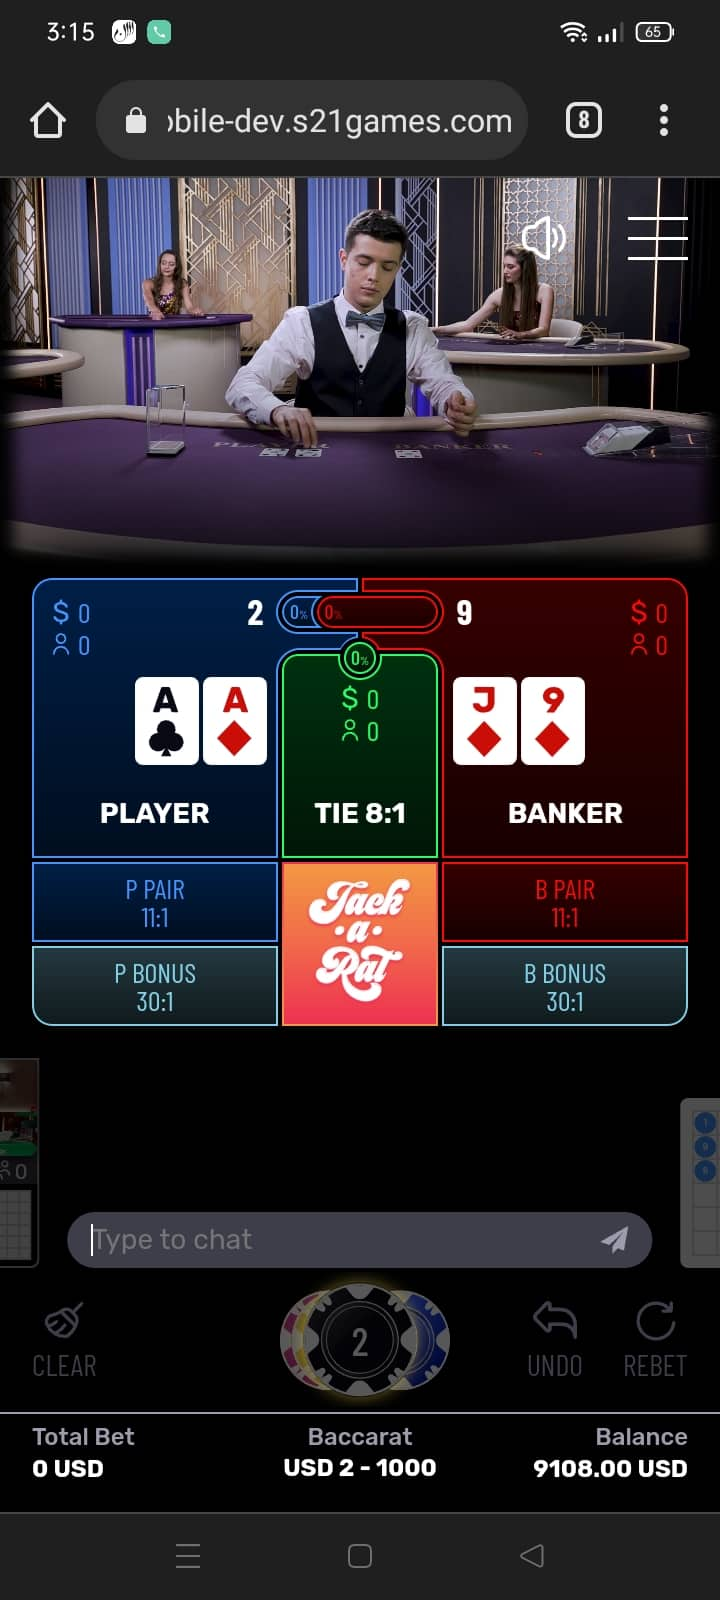 3:15
65
obile-dev.s21games.com
8
PLAYER
BANKER
$ 0
2
0%
0%
9
$ 0
0
0
0%
$ 0
0
A
A
J
9
PLAYER
TIE 8:1
BANKER
P PAIR
11:1
B PAIR
11:1
Jack
·a·
Rat
P BONUS
30:1
B BONUS
30:1
0
Type to chat
2
CLEAR
UNDO
REBET
Total Bet
Baccarat
Balance
0 USD
USD 2 - 1000
9108.00 USD